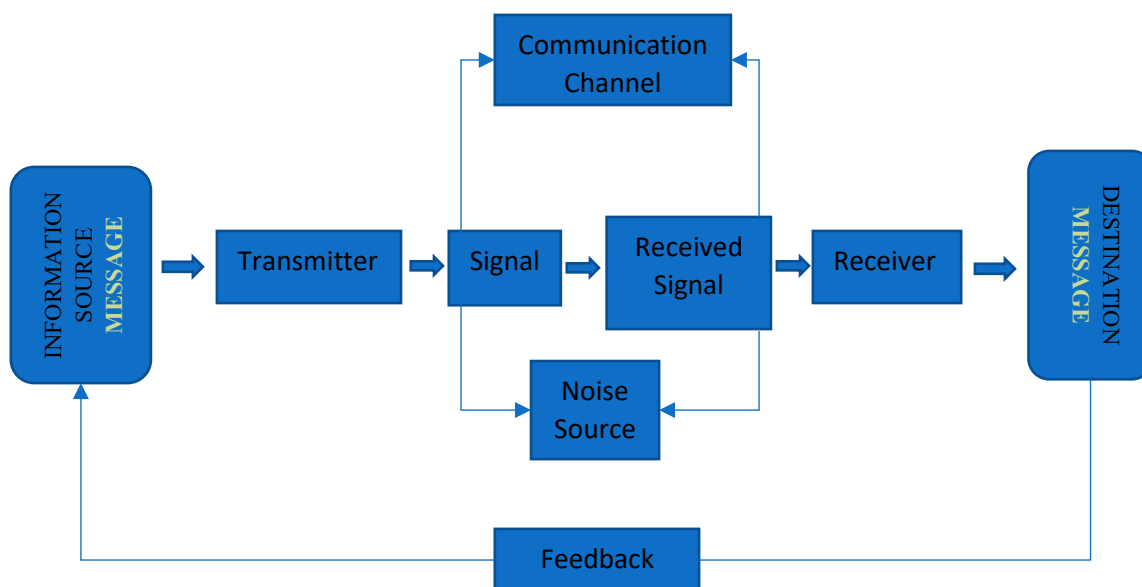 Communication
Channel
INFORMATION
SOURCE
MESSAGE
Transmitter
Signal
Received
Signal
Receiver
DESTINATION
MESSAGE
Noise
Source
Feedback